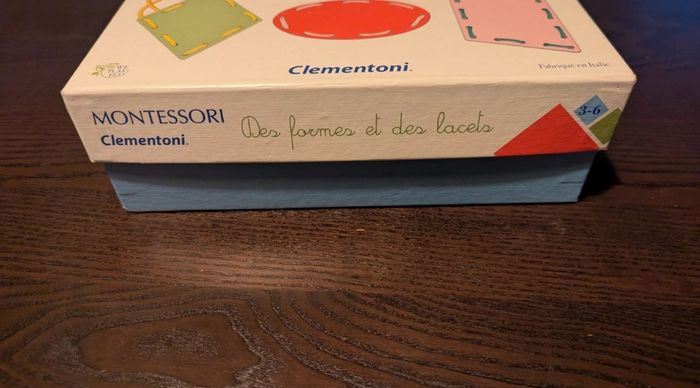 Clementoni.
Fabriqué en Italie
MONTESSORI
Clementoni.
Des formes et des lacets
3-6